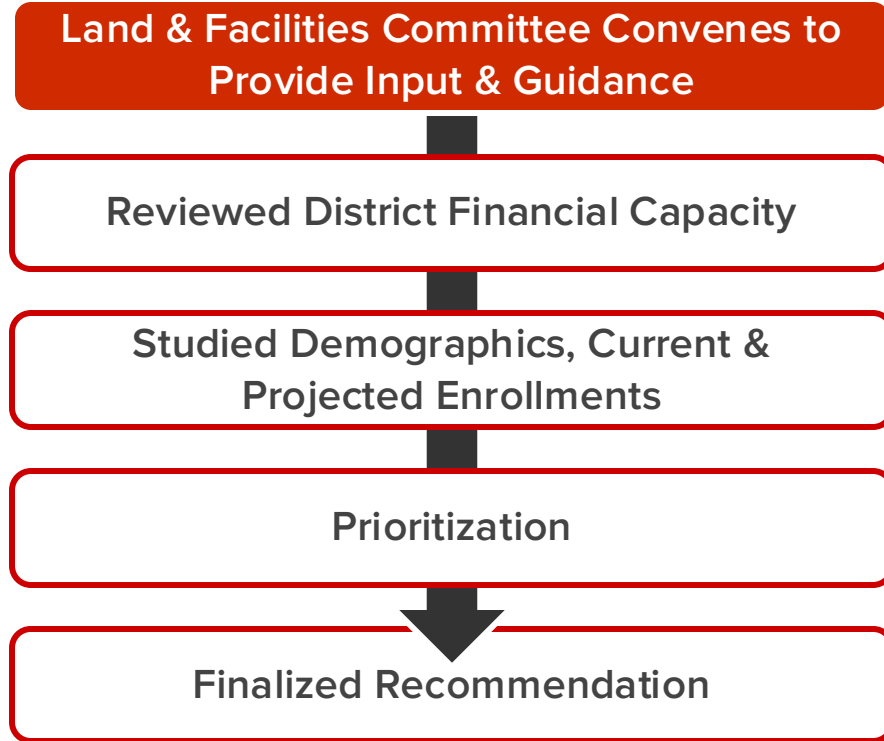 Land & Facilities Committee Convenes to
Provide Input & Guidance
Reviewed District Financial Capacity
Studied Demographics, Current &
Projected Enrollments
Prioritization
Finalized Recommendation